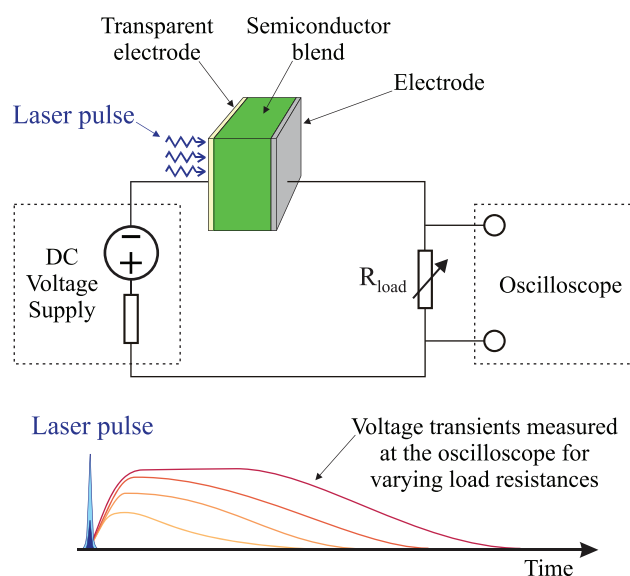 Transparent
electrode
Semiconductor
blend
Electrode
Laser pulse
DC
Voltage
Supply
−
+
R_load
Oscilloscope
Laser pulse
Voltage transients measured
at the oscilloscope for
varying load resistances
Time